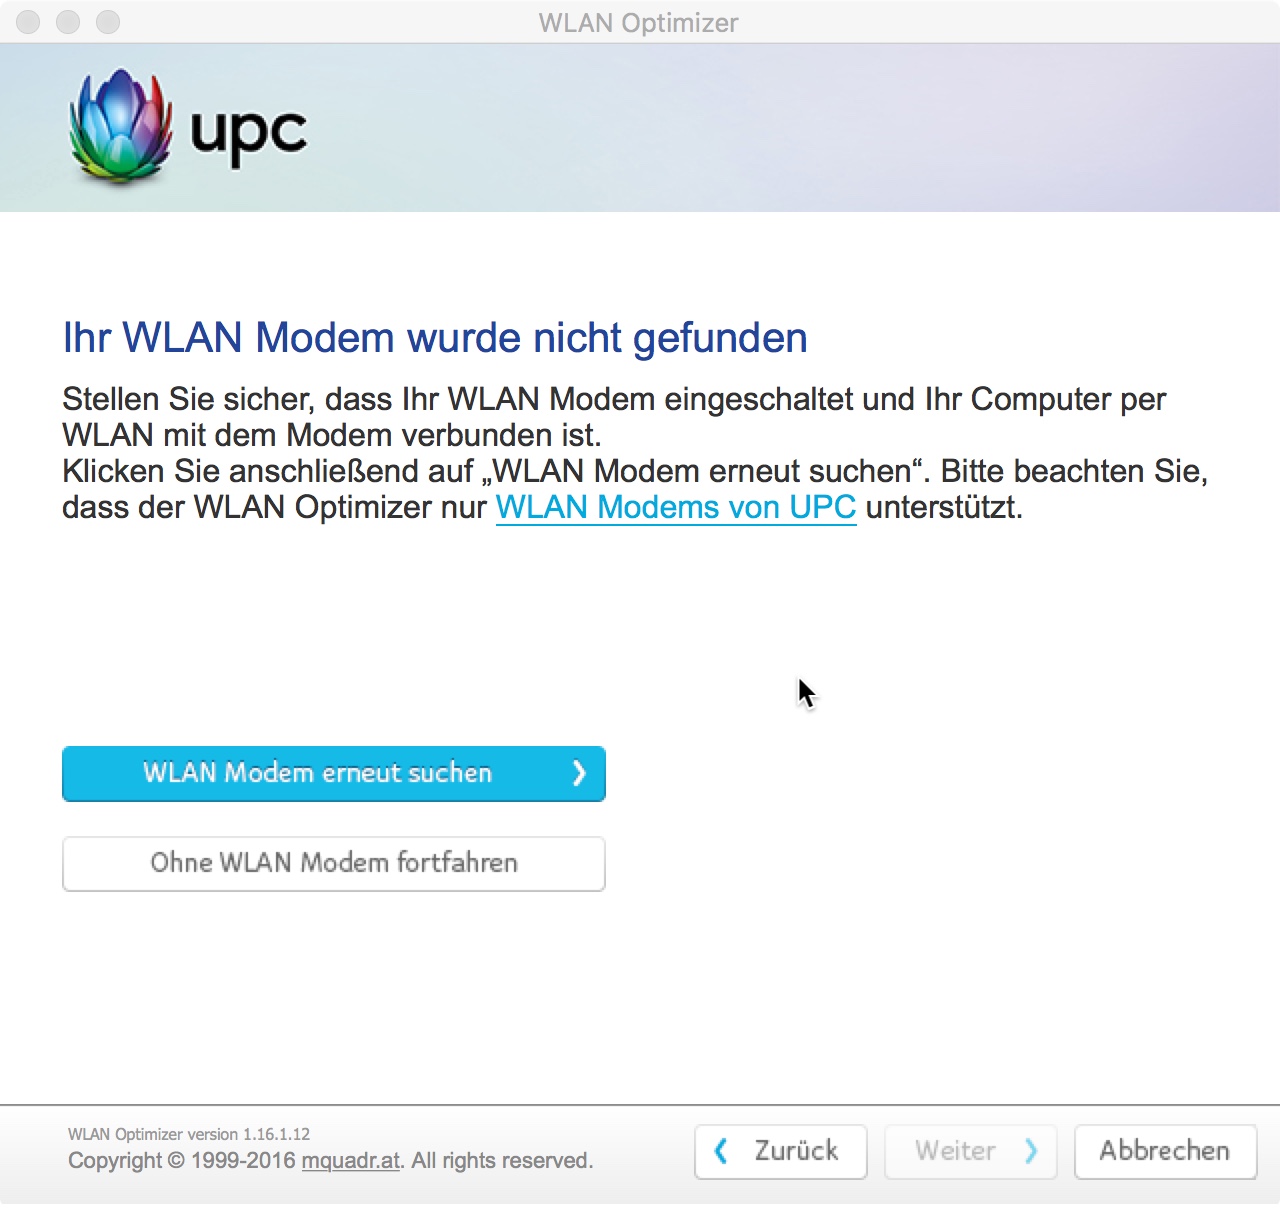 WLAN Optimizer
upc
Ihr WLAN Modem wurde nicht gefunden
Stellen Sie sicher, dass Ihr WLAN Modem eingeschaltet und Ihr Computer per
WLAN mit dem Modem verbunden ist.
Klicken Sie anschließend auf „WLAN Modem erneut suchen“. Bitte beachten Sie,
dass der WLAN Optimizer nur WLAN Modems von UPC unterstützt.
WLAN Modem erneut suchen
Ohne WLAN Modem fortfahren
WLAN Optimizer version 1.16.1.12
Copyright © 1999-2016 mquadr.at. All rights reserved.
Zurück Weiter Abbrechen